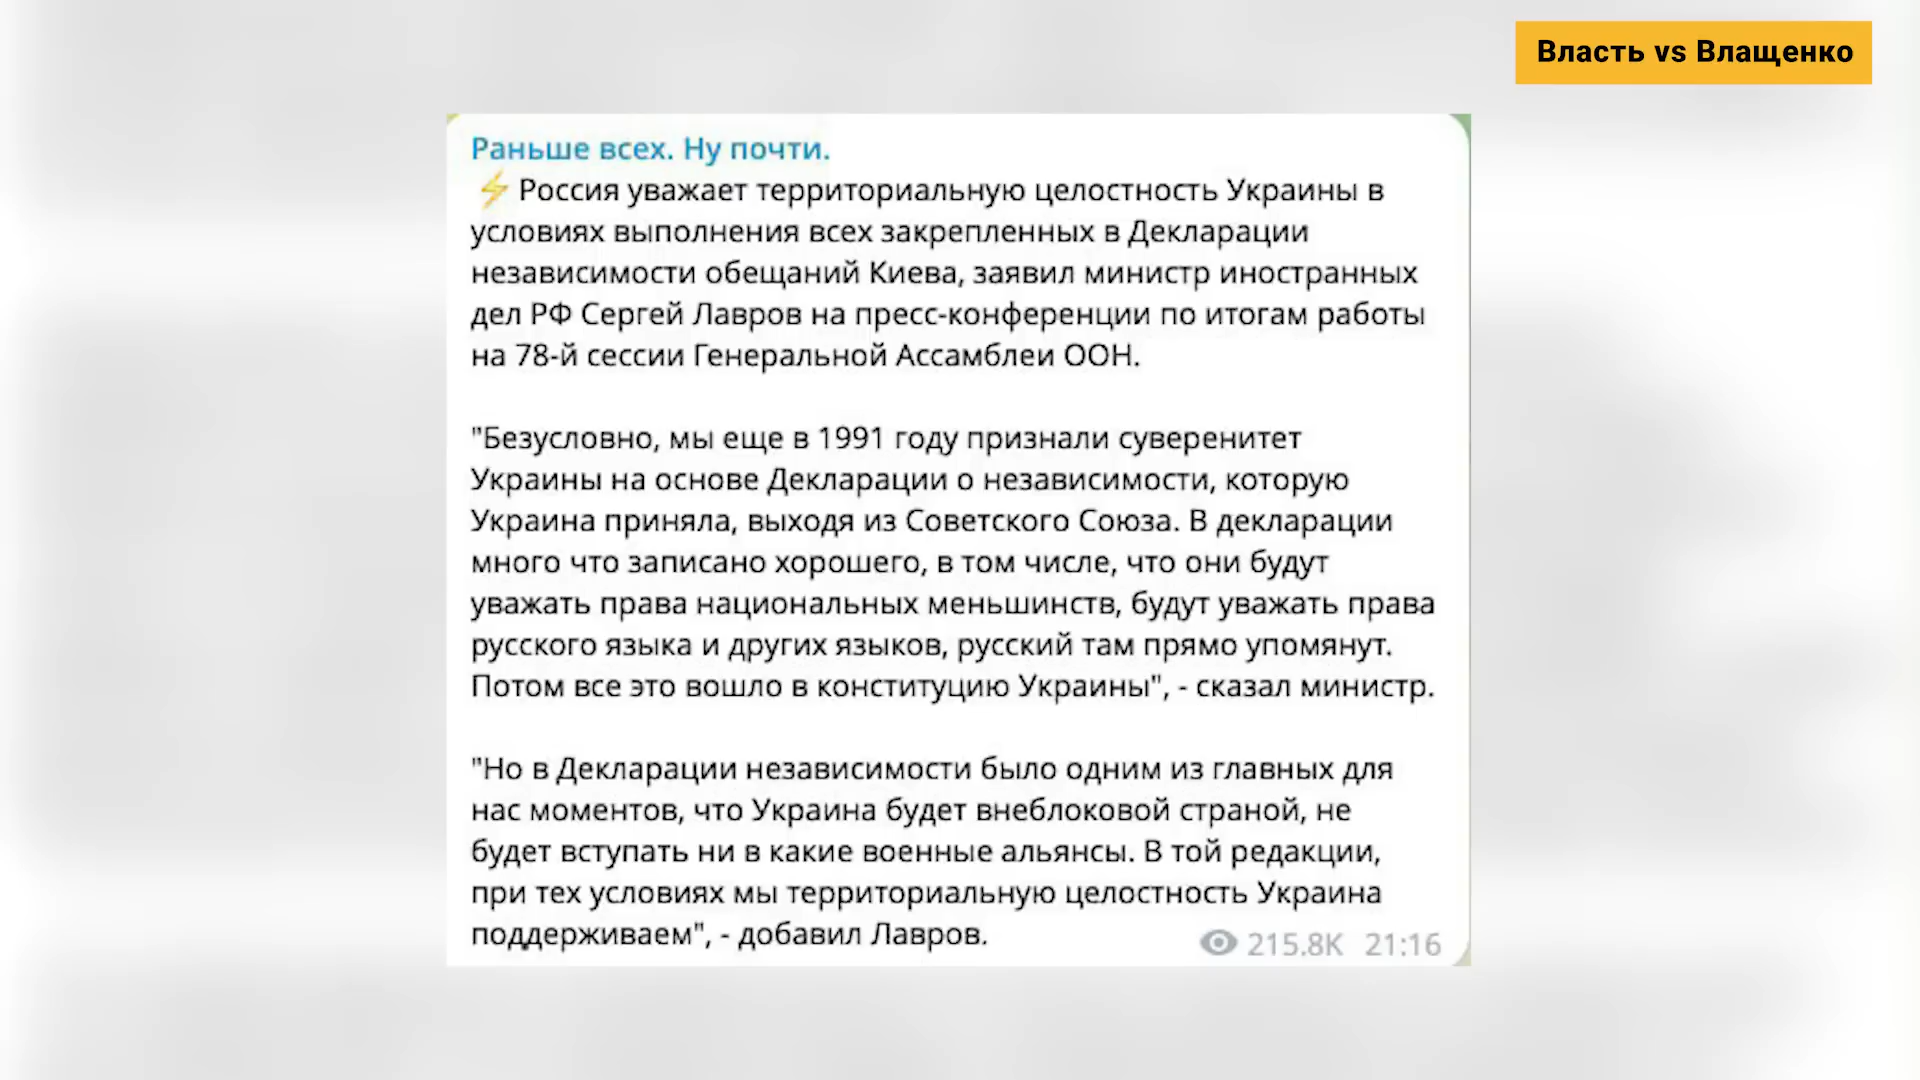 Власть vs Влащенко
Раньше всех. Ну почти.
⚡ Россия уважает территориальную целостность Украины в
условиях выполнения всех закрепленных в Декларации
независимости обещаний Киева, заявил министр иностранных
дел РФ Сергей Лавров на пресс-конференции по итогам работы
на 78-й сессии Генеральной Ассамблеи ООН.
"Безусловно, мы еще в 1991 году признали суверенитет
Украины на основе Декларации о независимости, которую
Украина приняла, выходя из Советского Союза. В декларации
много что записано хорошего, в том числе, что они будут
уважать права национальных меньшинств, будут уважать права
русского языка и других языков, русский там прямо упомянут.
Потом все это вошло в конституцию Украины", - сказал министр.
"Но в Декларации независимости было одним из главных для
нас моментов, что Украина будет внеблоковой страной, не
будет вступать ни в какие военные альянсы. В той редакции,
при тех условиях мы территориальную целостность Украина
поддерживаем", - добавил Лавров.
215.8K 21:16